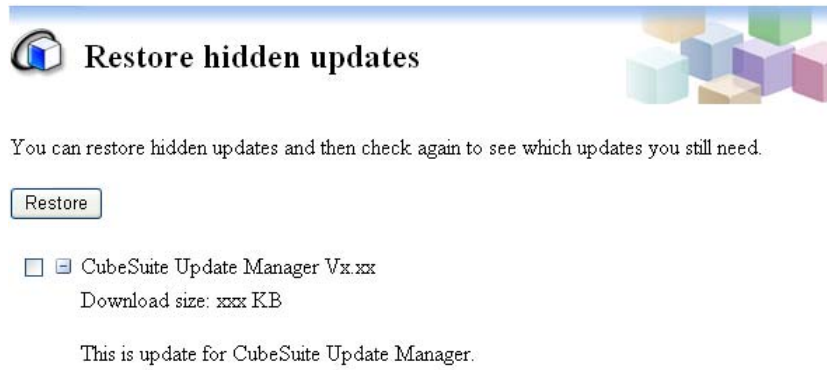 Restore hidden updates
You can restore hidden updates and then check again to see which updates you still need.
Restore
CubeSuite Update Manager Vx.xx
Download size: xxx KB
This is update for CubeSuite Update Manager.